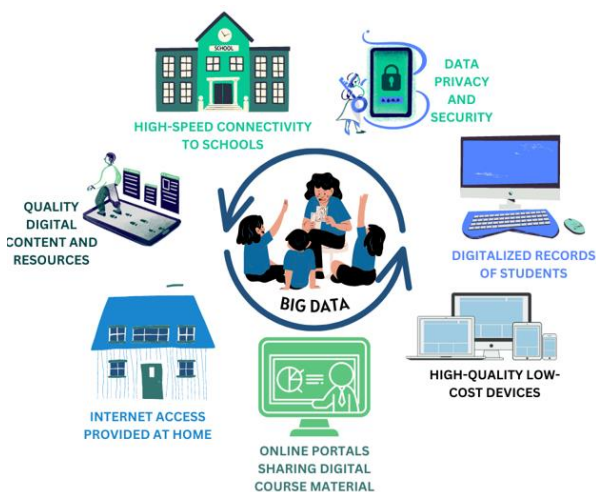 SCHOOL
HIGH-SPEED CONNECTIVITY
TO SCHOOLS
DATA
PRIVACY
AND
SECURITY
QUALITY
DIGITAL
CONTENT AND
RESOURCES
BIG DATA
DIGITALIZED RECORDS
OF STUDENTS
HIGH-QUALITY LOW-
COST DEVICES
INTERNET ACCESS
PROVIDED AT HOME
ONLINE PORTALS
SHARING DIGITAL
COURSE MATERIAL